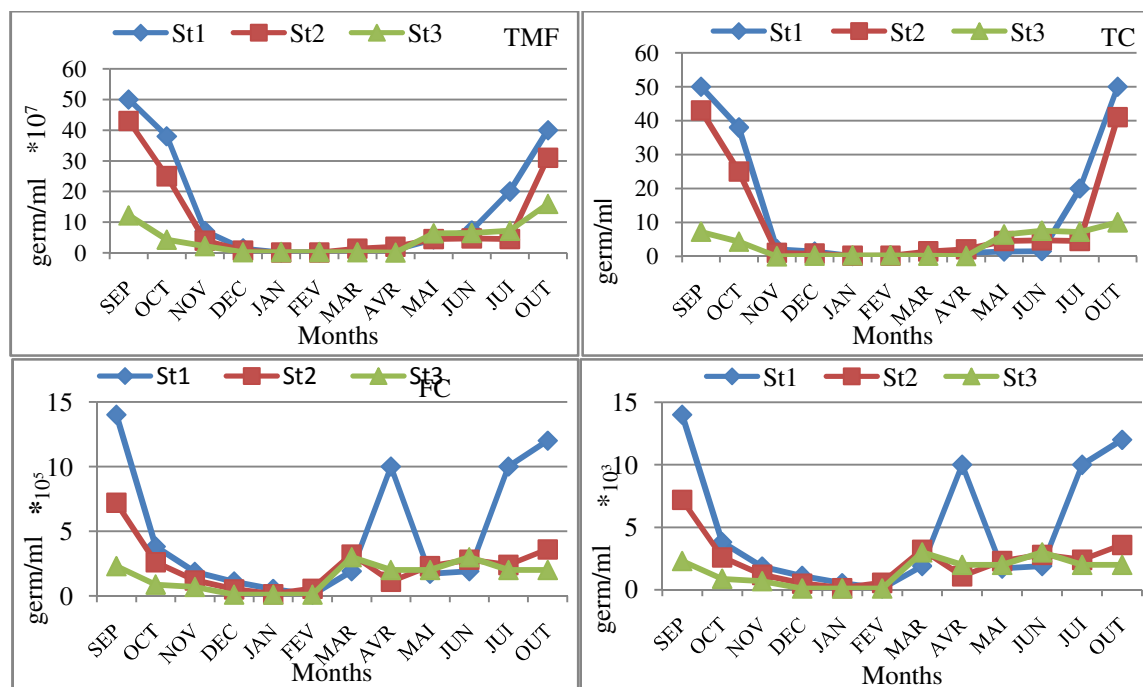 St1 St2 St3 TMF
60
50
40
30
20
10
0
germ/ml *10⁷
SEP OCT NOV DEC JAN FEV MAR AVR MAI JUN JUI OUT
Months
St1 St2 St3 TC
60
50
40
30
20
10
0
germ/ml
SEP OCT NOV DEC JAN FEV MAR AVR MAI JUN JUI OUT
Months
St1 St2 St3
FC
15
10
5
0
germ/ml *10⁵
SEP OCT NOV DEC JAN FEV MAR AVR MAI JUN JUI OUT
Months
St1 St2 St3
15
10
5
0
germ/ml *10³
SEP OCT NOV DEC JAN FEV MAR AVR MAI JUN JUI OUT
Months